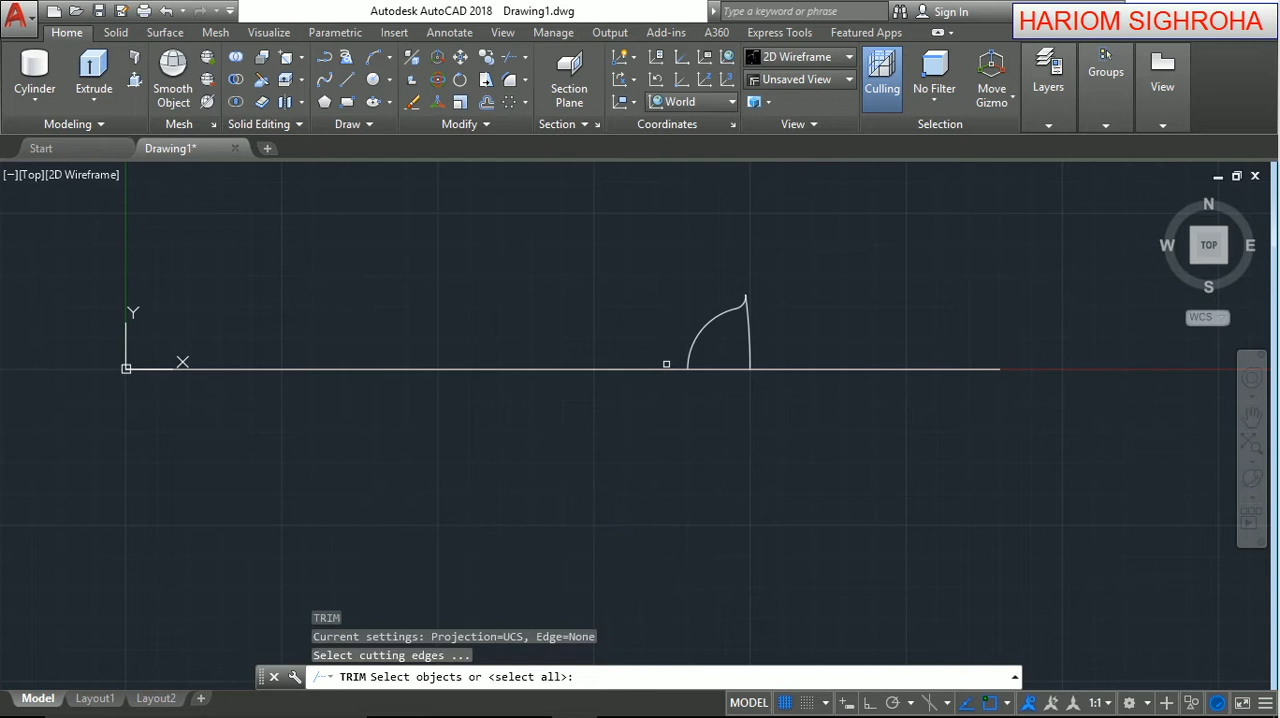 Autodesk AutoCAD 2018 Drawing1.dwg
Type a keyword or phrase
Sign In
HARIOM SIGHROHA
Home Solid Surface Mesh Visualize Parametric Insert Annotate View Manage Output Add-ins A360 Express Tools Featured Apps
Cylinder
Extrude
Smooth
Object
Section
Plane
2D Wireframe
Unsaved View
World
Culling
No Filter
Move
Gizmo
Layers
Groups
View
Modeling
Mesh
Solid Editing
Draw
Modify
Section
Coordinates
View
Selection
Start
Drawing1*
[−][Top][2D Wireframe]
N
W
TOP
E
S
WCS
Y
X
TRIM
Current settings: Projection=UCS, Edge=None
Select cutting edges ...
TRIM Select objects or <select all>:
Model Layout1 Layout2
MODEL
1:1